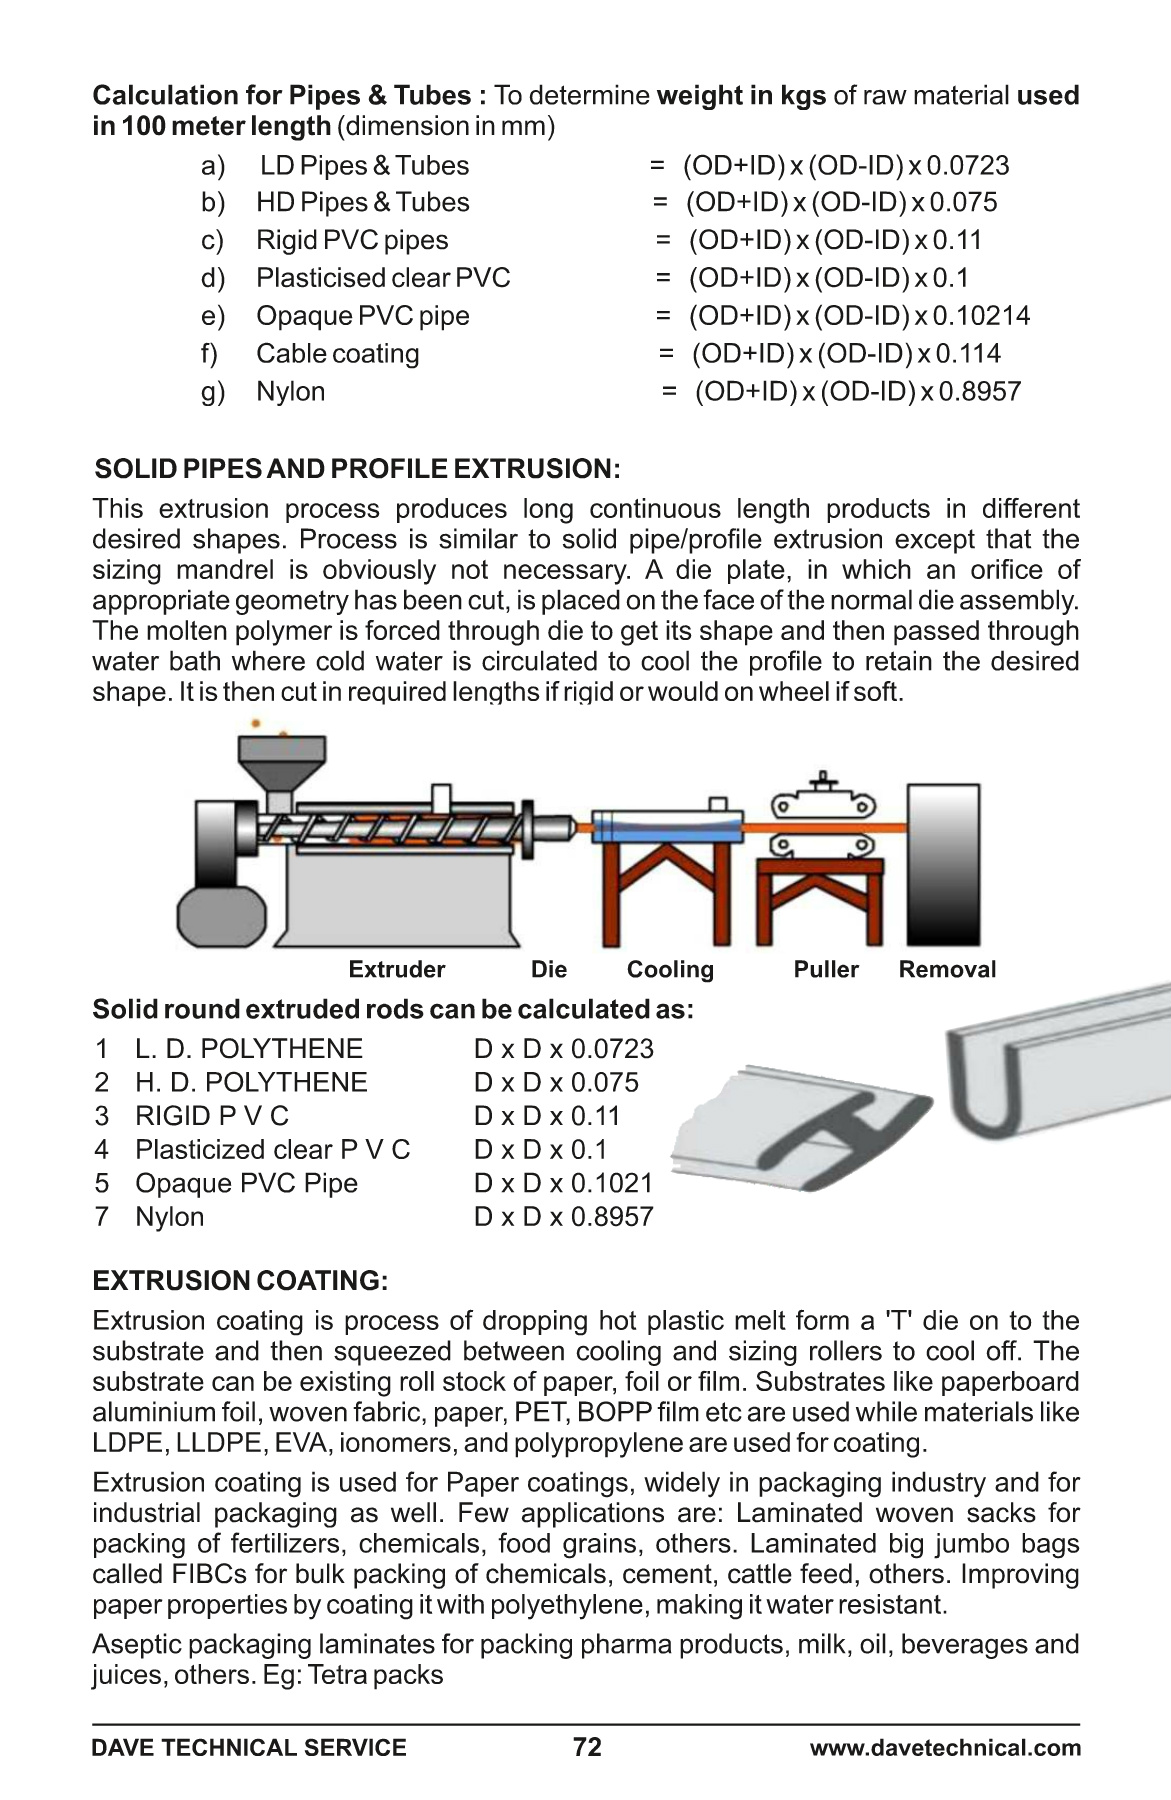 Calculation for Pipes & Tubes : To determine weight in kgs of raw material used
in 100 meter length (dimension in mm)
a) LD Pipes & Tubes = (OD+ID) x (OD-ID) x 0.0723
b) HD Pipes & Tubes = (OD+ID) x (OD-ID) x 0.075
c) Rigid PVC pipes = (OD+ID) x (OD-ID) x 0.11
d) Plasticised clear PVC = (OD+ID) x (OD-ID) x 0.1
e) Opaque PVC pipe = (OD+ID) x (OD-ID) x 0.10214
f) Cable coating = (OD+ID) x (OD-ID) x 0.114
g) Nylon = (OD+ID) x (OD-ID) x 0.8957
SOLID PIPES AND PROFILE EXTRUSION:
This extrusion process produces long continuous length products in different
desired shapes. Process is similar to solid pipe/profile extrusion except that the
sizing mandrel is obviously not necessary. A die plate, in which an orifice of
appropriate geometry has been cut, is placed on the face of the normal die assembly.
The molten polymer is forced through die to get its shape and then passed through
water bath where cold water is circulated to cool the profile to retain the desired
shape. It is then cut in required lengths if rigid or would on wheel if soft.
Extruder Die Cooling Puller Removal
Solid round extruded rods can be calculated as:
1 L. D. POLYTHENE D x D x 0.0723
2 H. D. POLYTHENE D x D x 0.075
3 RIGID P V C D x D x 0.11
4 Plasticized clear P V C D x D x 0.1
5 Opaque PVC Pipe D x D x 0.1021
7 Nylon D x D x 0.8957
EXTRUSION COATING:
Extrusion coating is process of dropping hot plastic melt form a 'T' die on to the
substrate and then squeezed between cooling and sizing rollers to cool off. The
substrate can be existing roll stock of paper, foil or film. Substrates like paperboard
aluminium foil, woven fabric, paper, PET, BOPP film etc are used while materials like
LDPE, LLDPE, EVA, ionomers, and polypropylene are used for coating.
Extrusion coating is used for Paper coatings, widely in packaging industry and for
industrial packaging as well. Few applications are: Laminated woven sacks for
packing of fertilizers, chemicals, food grains, others. Laminated big jumbo bags
called FIBCs for bulk packing of chemicals, cement, cattle feed, others. Improving
paper properties by coating it with polyethylene, making it water resistant.
Aseptic packaging laminates for packing pharma products, milk, oil, beverages and
juices, others. Eg: Tetra packs
DAVE TECHNICAL SERVICE 72 www.davetechnical.com